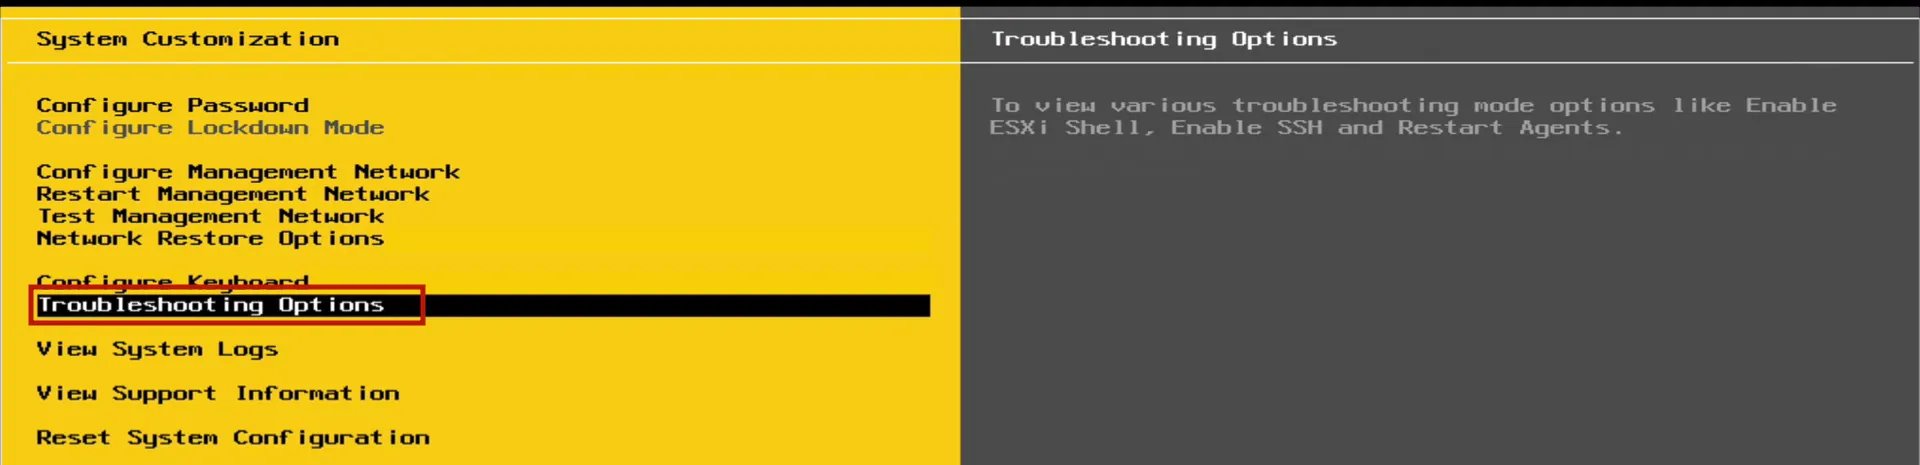 System Customization
Configure Password
Configure Lockdown Mode
Configure Management Network
Restart Management Network
Test Management Network
Network Restore Options
Configure Keyboard
Troubleshooting Options
View System Logs
View Support Information
Reset System Configuration
Troubleshooting Options
To view various troubleshooting mode options like Enable
ESXi Shell, Enable SSH and Restart Agents.